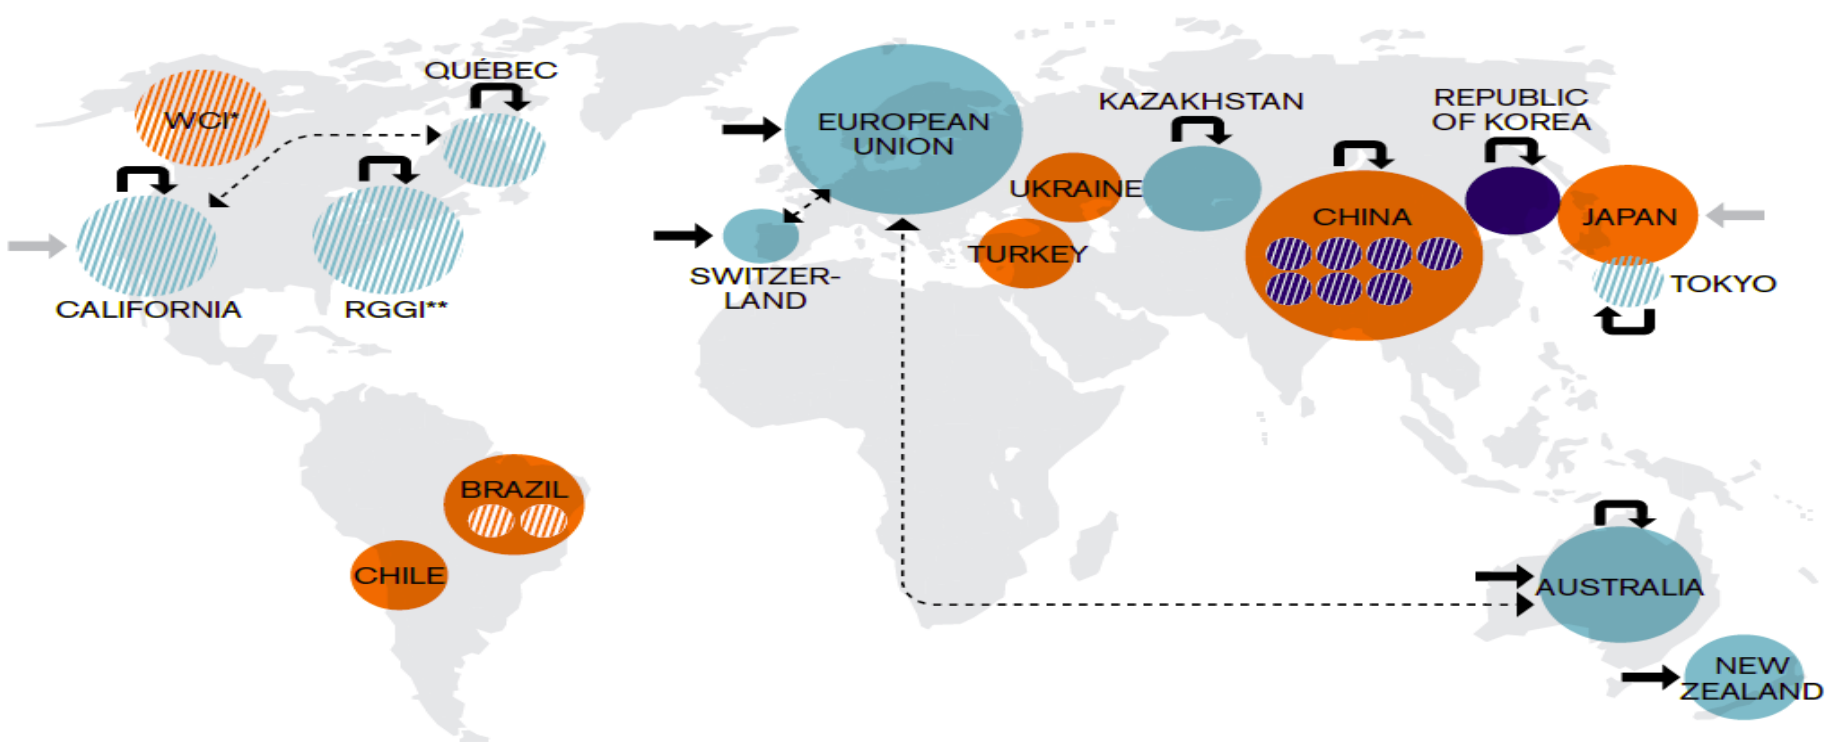 QUÉBEC
WCI*
CALIFORNIA
RGGI**
EUROPEAN
UNION
SWITZER-
LAND
UKRAINE
TURKEY
KAZAKHSTAN
CHINA
REPUBLIC
OF KOREA
JAPAN
TOKYO
BRAZIL
CHILE
AUSTRALIA
NEW
ZEALAND